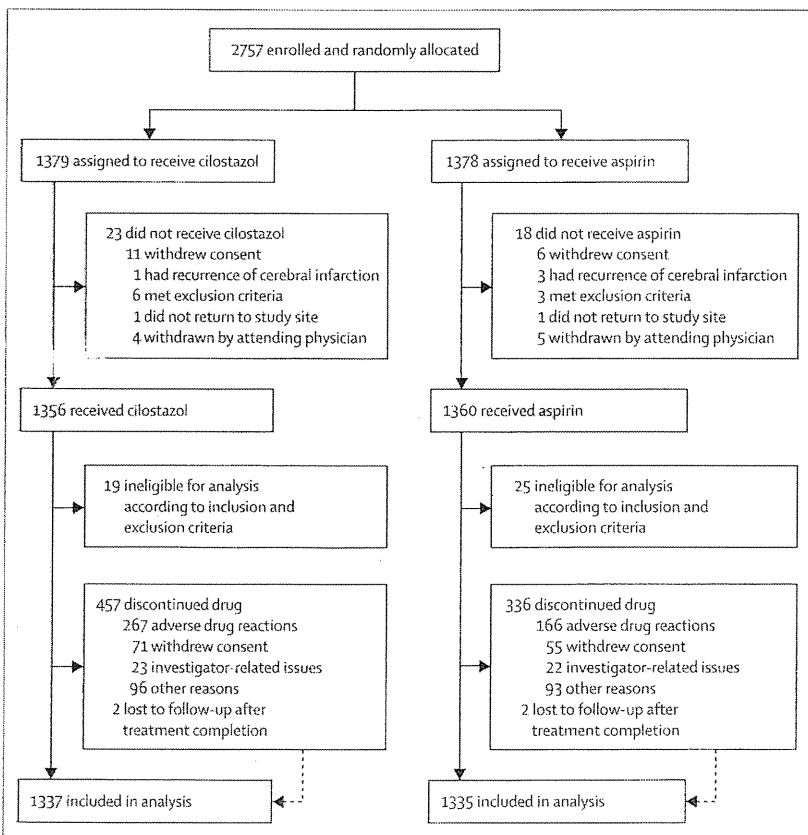 2757 enrolled and randomly allocated
1379 assigned to receive cilostazol
1378 assigned to receive aspirin
23 did not receive cilostazol
11 withdrew consent
1 had recurrence of cerebral infarction
6 met exclusion criteria
1 did not return to study site
4 withdrawn by attending physician
18 did not receive aspirin
6 withdrew consent
3 had recurrence of cerebral infarction
3 met exclusion criteria
1 did not return to study site
5 withdrawn by attending physician
1356 received cilostazol
1360 received aspirin
19 ineligible for analysis
according to inclusion and
exclusion criteria
25 ineligible for analysis
according to inclusion and
exclusion criteria
457 discontinued drug
267 adverse drug reactions
71 withdrew consent
23 investigator-related issues
96 other reasons
2 lost to follow-up after
treatment completion
336 discontinued drug
166 adverse drug reactions
55 withdrew consent
22 investigator-related issues
93 other reasons
2 lost to follow-up after
treatment completion
1337 included in analysis
1335 included in analysis